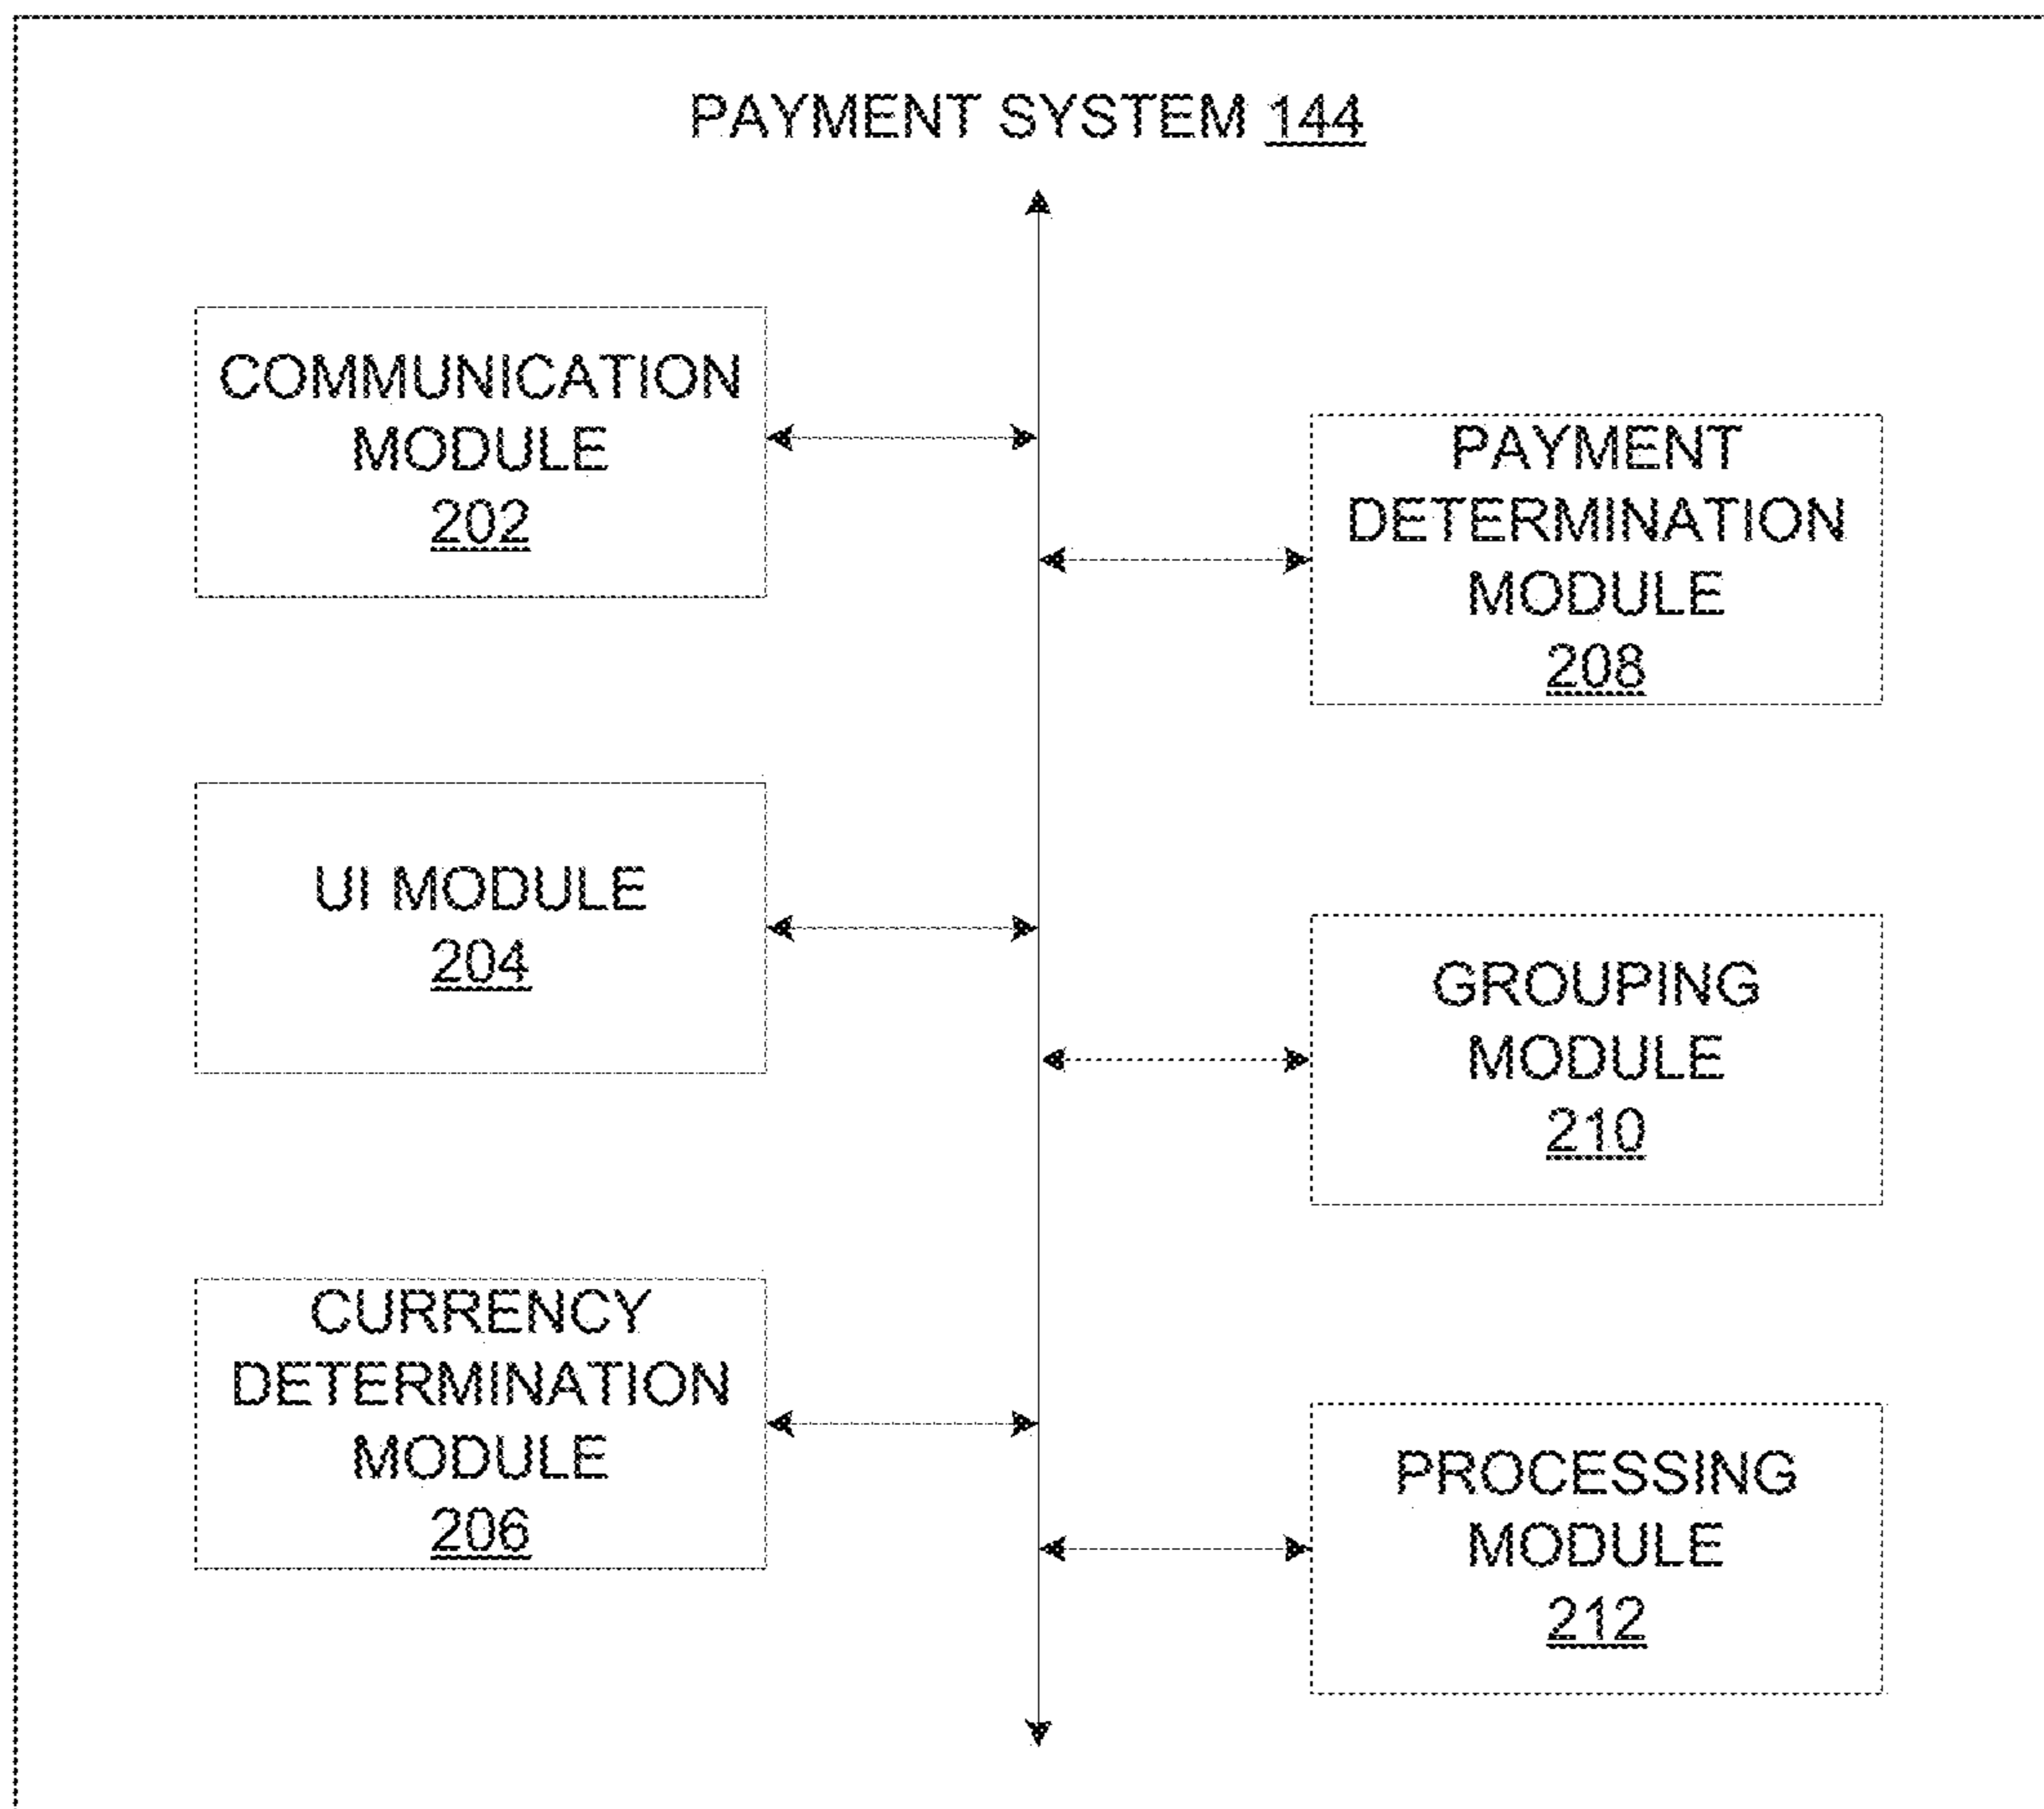 PAYMENT SYSTEM 144
COMMUNICATION
MODULE
202
UI MODULE
204
CURRENCY
DETERMINATION
MODULE
206
PAYMENT
DETERMINATION
MODULE
208
GROUPING
MODULE
210
PROCESSING
MODULE
212